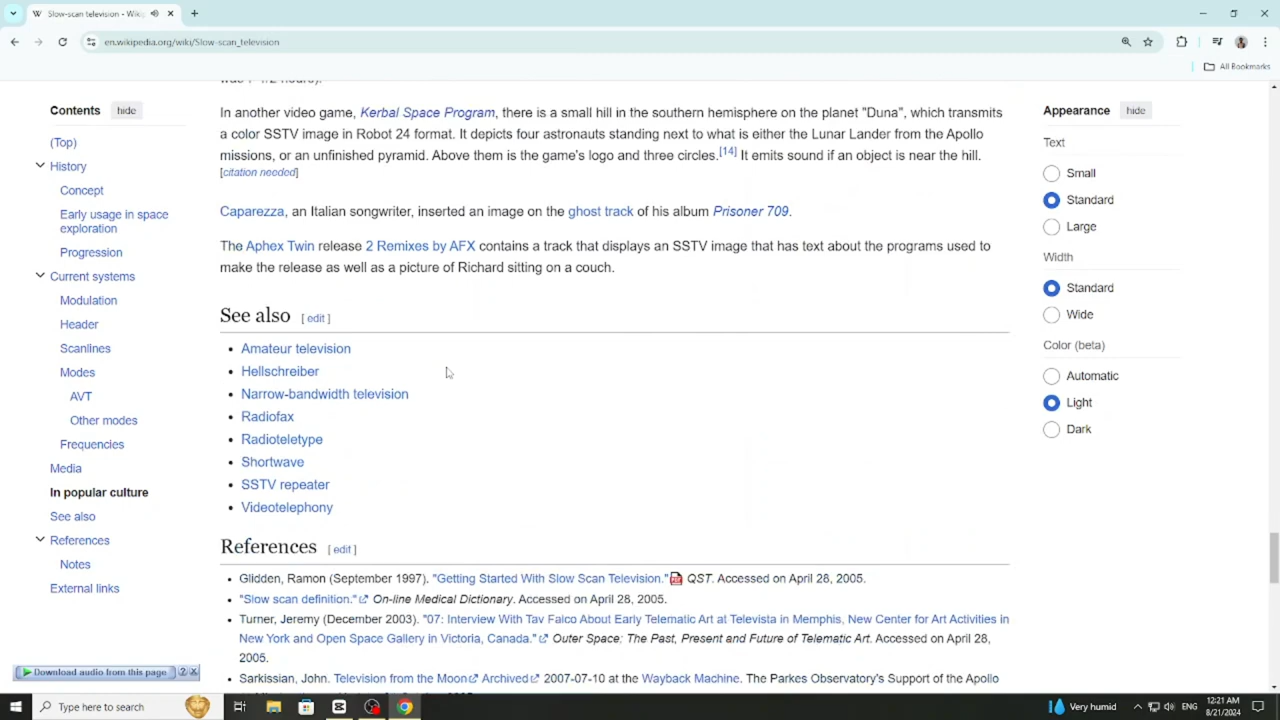 Slow-scan television - Wiki
en.wikipedia.org/wiki/Slow-scan_television
All Bookmarks
Contents hide
(Top)
History
Concept
Early usage in space
exploration
Progression
Current systems
Modulation
Header
Scanlines
Modes
AVT
Other modes
Frequencies
Media
In popular culture
See also
References
Notes
External links
In another video game, Kerbal Space Program, there is a small hill in the southern hemisphere on the planet "Duna", which transmits
a color SSTV image in Robot 24 format. It depicts four astronauts standing next to what is either the Lunar Lander from the Apollo
missions, or an unfinished pyramid. Above them is the game's logo and three circles.[14] It emits sound if an object is near the hill.
[citation needed]
Caparezza, an Italian songwriter, inserted an image on the ghost track of his album Prisoner 709.
The Aphex Twin release 2 Remixes by AFX contains a track that displays an SSTV image that has text about the programs used to
make the release as well as a picture of Richard sitting on a couch.
See also [ edit ]
• Amateur television
• Hellschreiber
• Narrow-bandwidth television
• Radiofax
• Radioteletype
• Shortwave
• SSTV repeater
• Videotelephony
References [ edit ]
• Glidden, Ramon (September 1997). "Getting Started With Slow Scan Television." QST. Accessed on April 28, 2005.
• "Slow scan definition." On-line Medical Dictionary. Accessed on April 28, 2005.
• Turner, Jeremy (December 2003). "07: Interview With Tav Falco About Early Telematic Art at Televista in Memphis, New Center for Art Activities in
New York and Open Space Gallery in Victoria, Canada." Outer Space: The Past, Present and Future of Telematic Art. Accessed on April 28,
2005.
• Sarkissian, John. Television from the Moon Archived 2007-07-10 at the Wayback Machine. The Parkes Observatory's Support of the Apollo
Appearance hide
Text
Small
Standard
Large
Width
Standard
Wide
Color (beta)
Automatic
Light
Dark
Download audio from this page ? X
Type here to search
Very humid
ENG
12:21 AM
8/21/2024